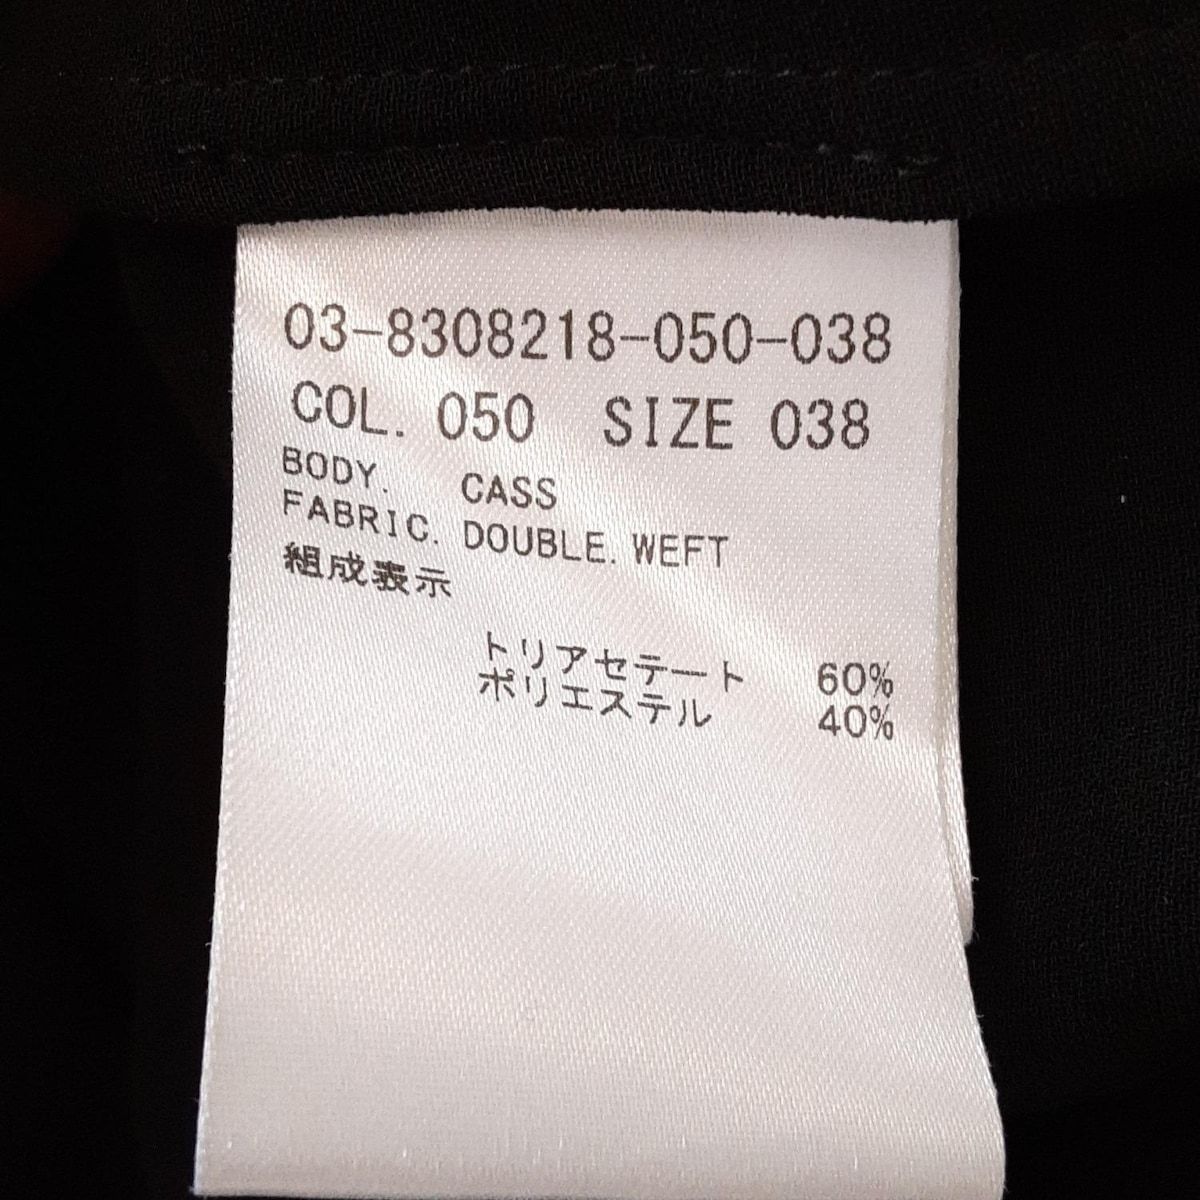 03-8308218-050-038
COL. 050 SIZE 038
BODY. CASS
FABRIC. DOUBLE. WEFT
組成表示
トリアセテート 60%
ポリエステル 40%